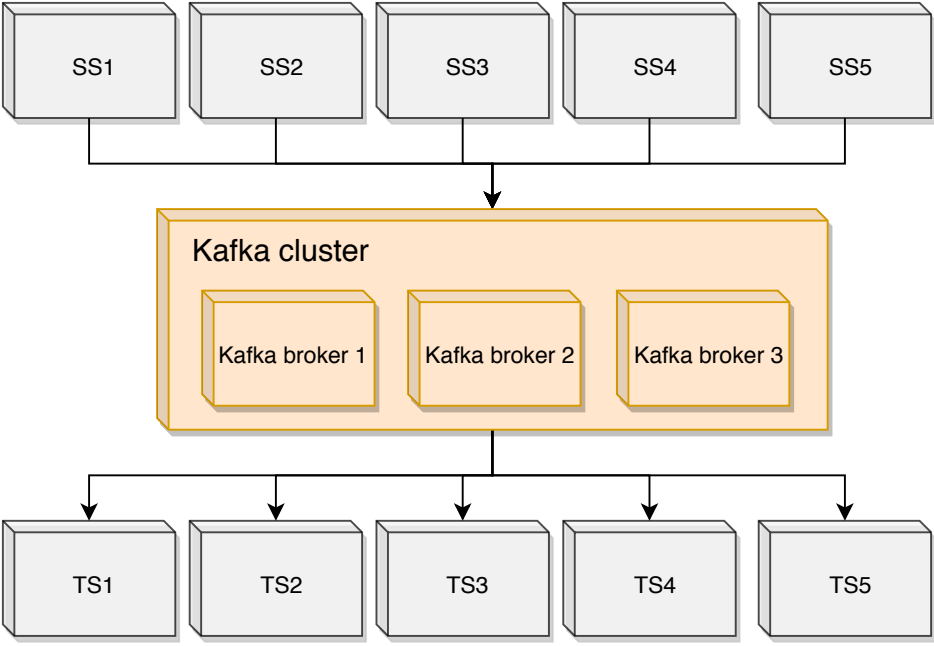 SS1
SS2
SS3
SS4
SS5
Kafka cluster
Kafka broker 1
Kafka broker 2
Kafka broker 3
TS1
TS2
TS3
TS4
TS5